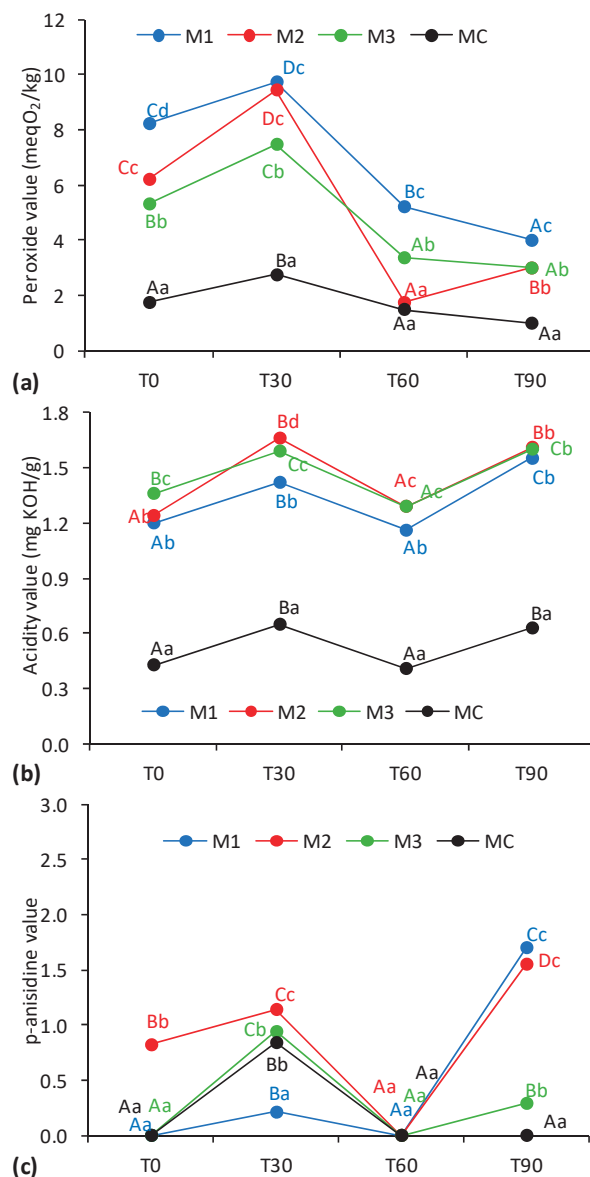 M1 M2 M3 MC
Peroxide value (meqO₂/kg)
12
10
8
6
4
2
0
Cd
Dc
Cc
Dc
Bb
Cb
Bc
Ac
Aa
Ba
Ab
Ab
Aa
Bb
Aa
Aa
(a)
T0 T30 T60 T90
Acidity value (mg KOH/g)
1.8
1.5
1.2
0.9
0.6
0.3
0.0
Bd
Bb
Bc
Cc
Cb
Ab
Bb
Ac
Ac
Cb
Ab
Ab
Aa
Ba
Aa
Ba
M1 M2 M3 MC
(b)
T0 T30 T60 T90
p-anisidine value
3.0
2.5
2.0
1.5
1.0
0.5
0.0
M1 M2 M3 MC
Cc
Dc
Bb
Cc
Cb
Bb
Aa
Aa
Aa
Aa
Ba
Aa
Aa
Aa
Bb
Aa
(c)
T0 T30 T60 T90